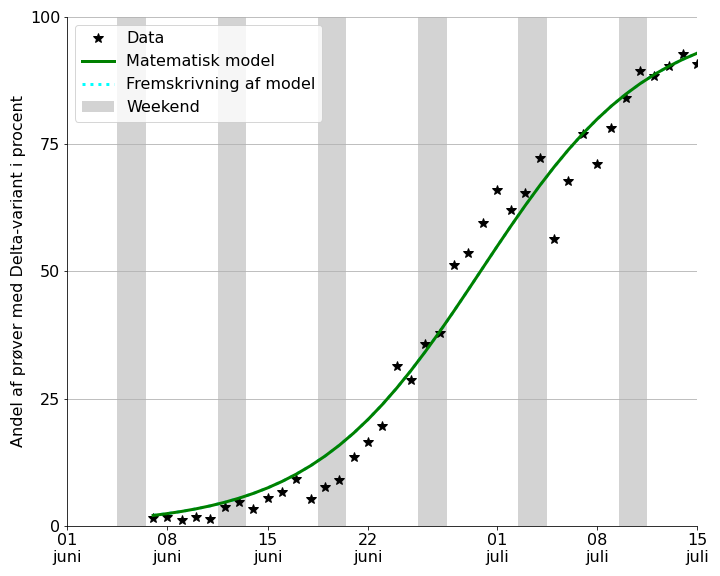 100
75
50
25
0
Andel af prøver med Delta-variant i procent
Data
Matematisk model
Fremskrivning af model
Weekend
01 08 15 22 01 08 15
juni juni juni juni juli juli juli